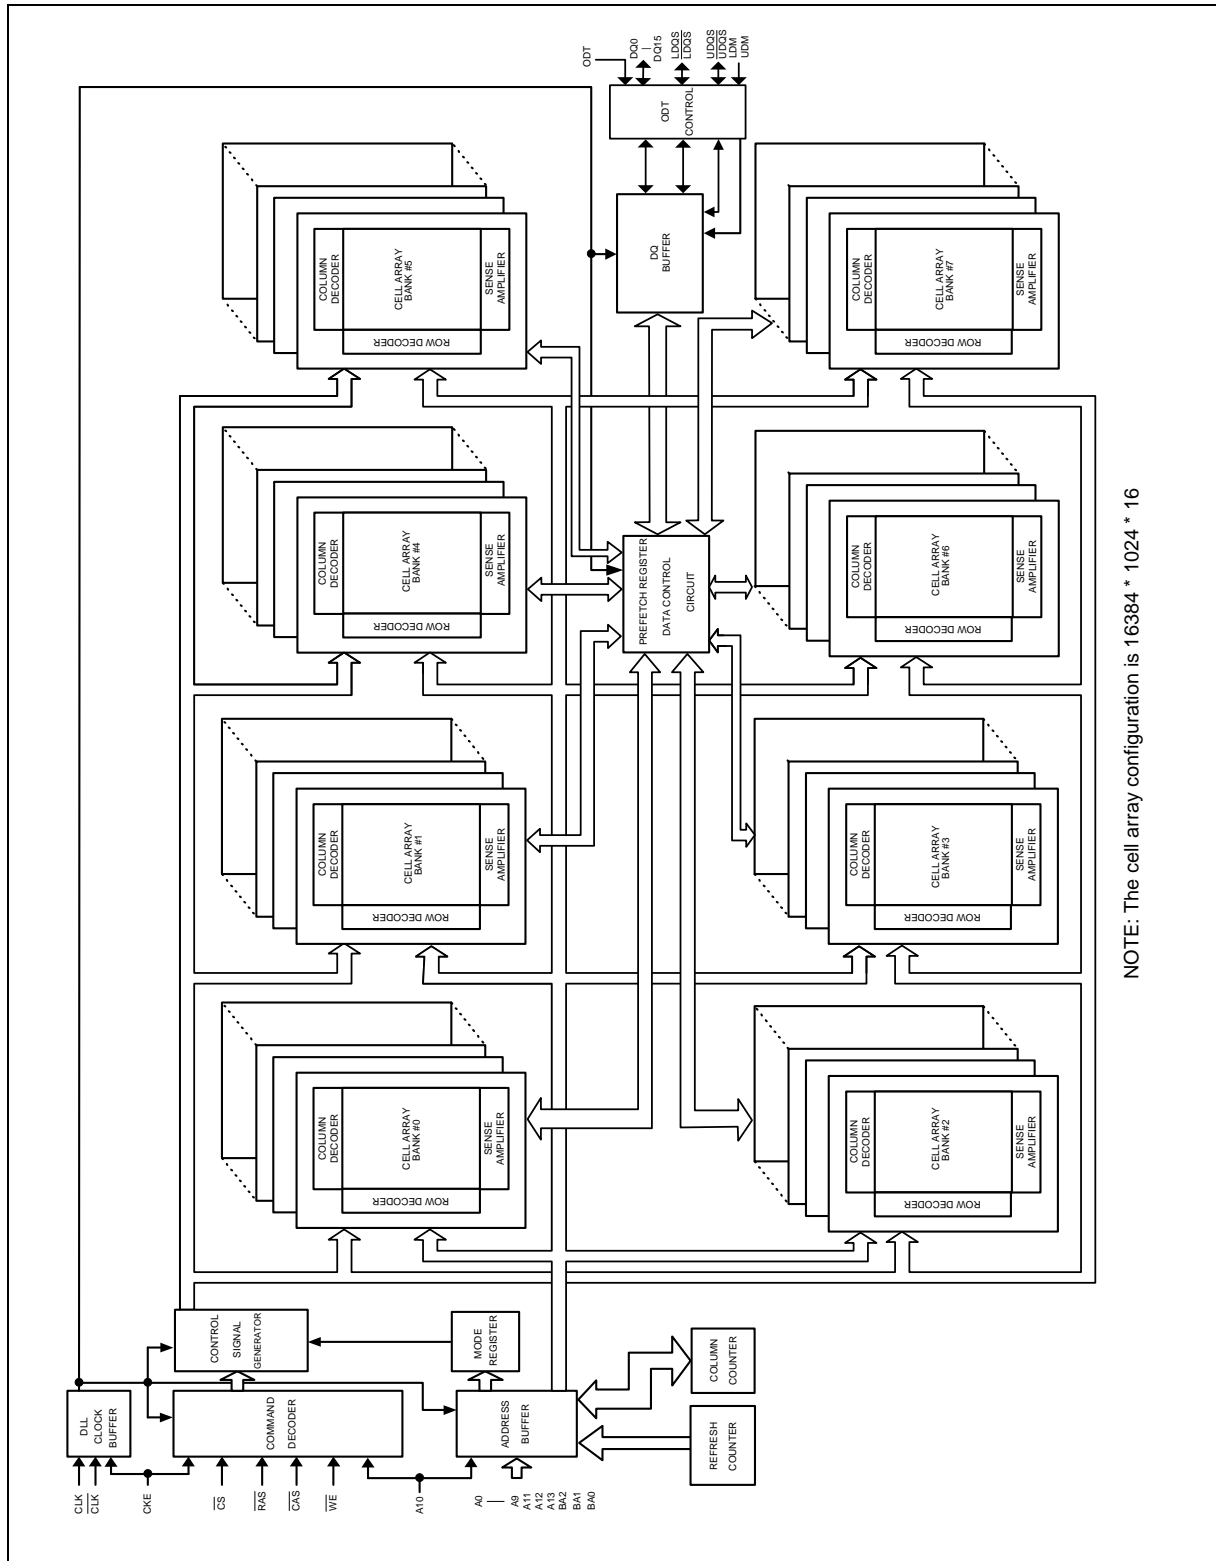 CLK
CLK
CKE
CS
RAS
CAS
WE
A10
A0
A9
A11
A12
A13
BA2
BA1
BA0
DLL
CLOCK
BUFFER
COMMAND
DECODER
ADDRESS
BUFFER
REFRESH
COUNTER
COLUMN
COUNTER
CONTROL
SIGNAL
GENERATOR
MODE
REGISTER
COLUMN
DECODER
CELL ARRAY
BANK #0
SENSE
AMPLIFIER
ROW DECODER
COLUMN
DECODER
CELL ARRAY
BANK #2
SENSE
AMPLIFIER
ROW DECODER
COLUMN
DECODER
CELL ARRAY
BANK #1
SENSE
AMPLIFIER
ROW DECODER
COLUMN
DECODER
CELL ARRAY
BANK #3
SENSE
AMPLIFIER
ROW DECODER
COLUMN
DECODER
CELL ARRAY
BANK #4
SENSE
AMPLIFIER
ROW DECODER
PREFETCH REGISTER
DATA CONTROL
CIRCUIT
COLUMN
DECODER
CELL ARRAY
BANK #6
SENSE
AMPLIFIER
ROW DECODER
COLUMN
DECODER
CELL ARRAY
BANK #5
SENSE
AMPLIFIER
ROW DECODER
DQ
BUFFER
COLUMN
DECODER
CELL ARRAY
BANK #7
SENSE
AMPLIFIER
ROW DECODER
ODT
CONTROL
ODT
DQ0
DQ15
LDQS
LDQS
UDQS
UDQS
LDM
UDM
NOTE: The cell array configuration is 16384 * 1024 * 16